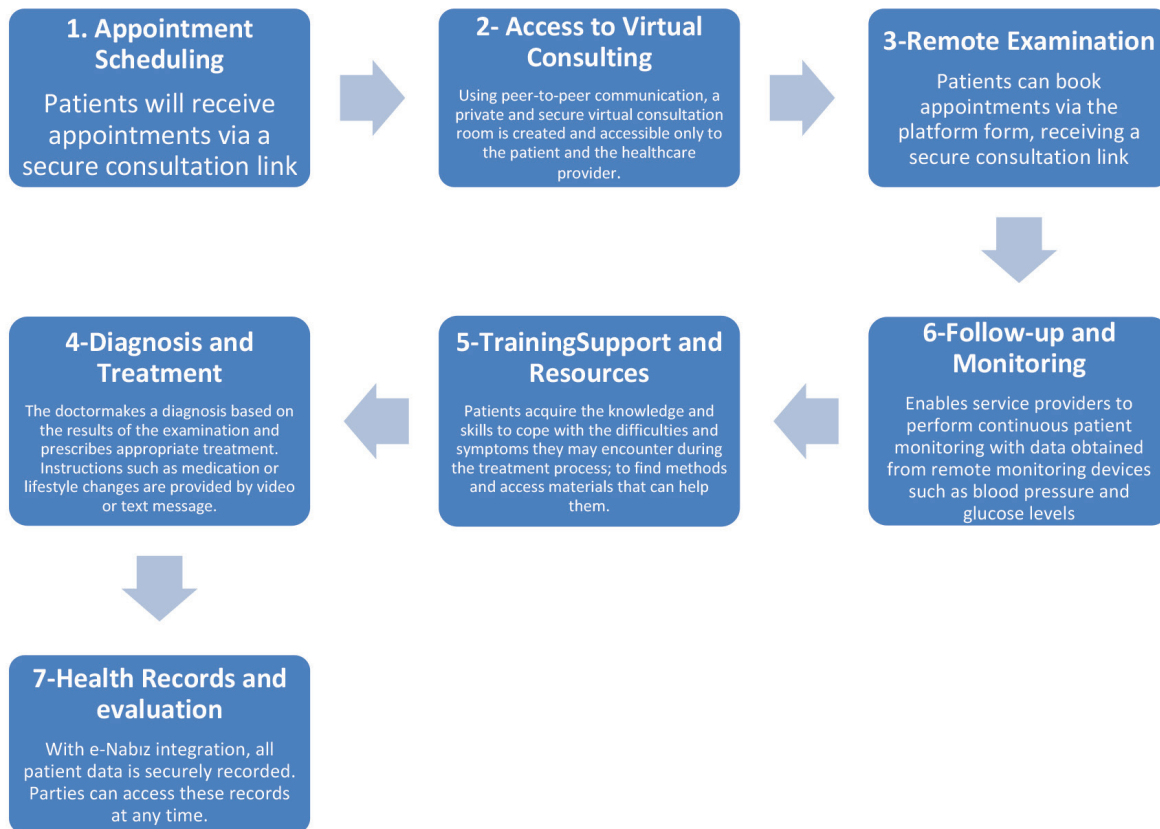 1. Appointment
Scheduling
Patients will receive
appointments via a
secure consultation link
2- Access to Virtual
Consulting
Using peer-to-peer communication, a
private and secure virtual consultation
room is created and accessible only to
the patient and the healthcare
provider.
3-Remote Examination
Patients can book
appointments via the
platform form, receiving a
secure consultation link
4-Diagnosis and
Treatment
The doctormakes a diagnosis based on
the results of the examination and
prescribes appropriate treatment.
Instructions such as medication or
lifestyle changes are provided by video
or text message.
5-TrainingSupport and
Resources
Patients acquire the knowledge and
skills to cope with the difficulties and
symptoms they may encounter during
the treatment process; to find methods
and access materials that can help
them.
6-Follow-up and
Monitoring
Enables service providers to
perform continuous patient
monitoring with data obtained
from remote monitoring devices
such as blood pressure and
glucose levels
7-Health Records and
evaluation
With e-Nabız integration, all
patient data is securely recorded.
Parties can access these records
at any time.